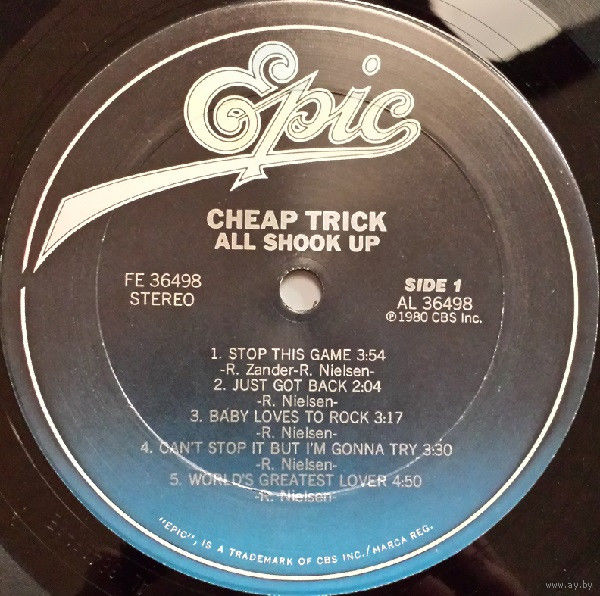 Epic
CHEAP TRICK
ALL SHOOK UP
FE 36498
STEREO
SIDE 1
AL 36498
℗ 1980 CBS Inc.
1. STOP THIS GAME 3:54
-R. Zander-R. Nielsen-
2. JUST GOT BACK 2:04
-R. Nielsen-
3. BABY LOVES TO ROCK 3:17
-R. Nielsen-
4. CAN'T STOP IT BUT I'M GONNA TRY 3:30
-R. Nielsen-
5. WORLD'S GREATEST LOVER 4:50
-R. Nielsen-
"EPIC", IS A TRADEMARK OF CBS INC./MARCA REG.
www.ay.by